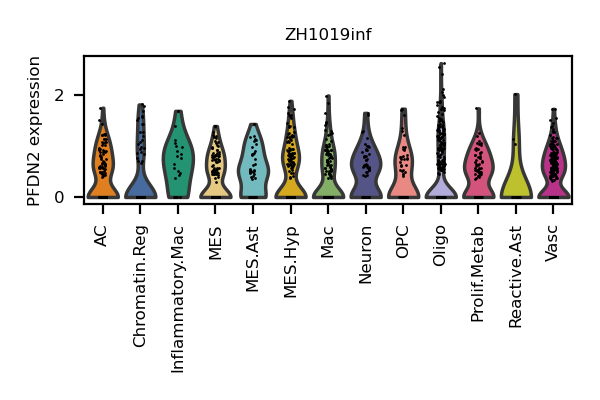 ZH1019inf
PFDN2 expression
2
0
AC
Chromatin.Reg
Inflammatory.Mac
MES
MES.Ast
MES.Hyp
Mac
Neuron
OPC
Oligo
Prolif.Metab
Reactive.Ast
Vasc